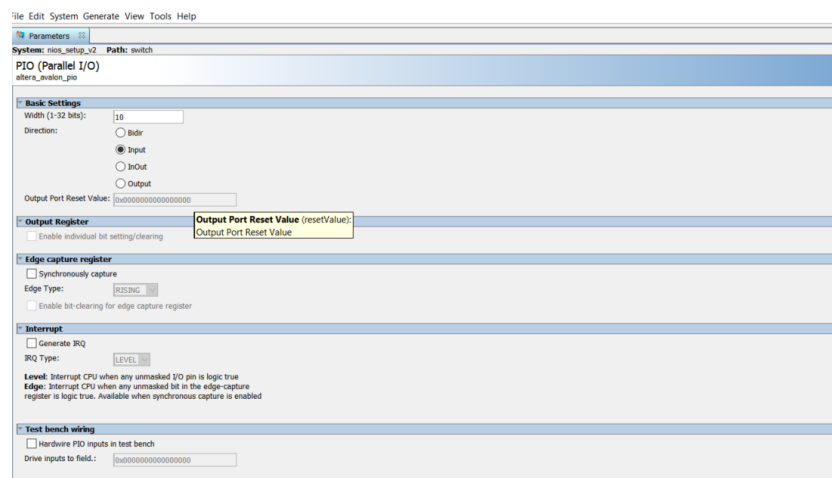 File Edit System Generate View Tools Help
Parameters
System: nios_setup_v2 Path: switch
PIO (Parallel I/O)
altera_avalon_pio
Basic Settings
Width (1-32 bits): 10
Direction: Bidir
Input
InOut
Output
Output Port Reset Value: 0x0000000000000000
Output Port Reset Value (resetValue):
Output Port Reset Value
Output Register
Enable individual bit setting/clearing
Edge capture register
Synchronously capture
Edge Type: RISING
Enable bit-clearing for edge capture register
Interrupt
Generate IRQ
IRQ Type: LEVEL
Level: Interrupt CPU when any unmasked I/O pin is logic true
Edge: Interrupt CPU when any unmasked bit in the edge-capture
register is logic true. Available when synchronous capture is enabled
Test bench wiring
Hardwire PIO inputs in test bench
Drive inputs to field.: 0x0000000000000000